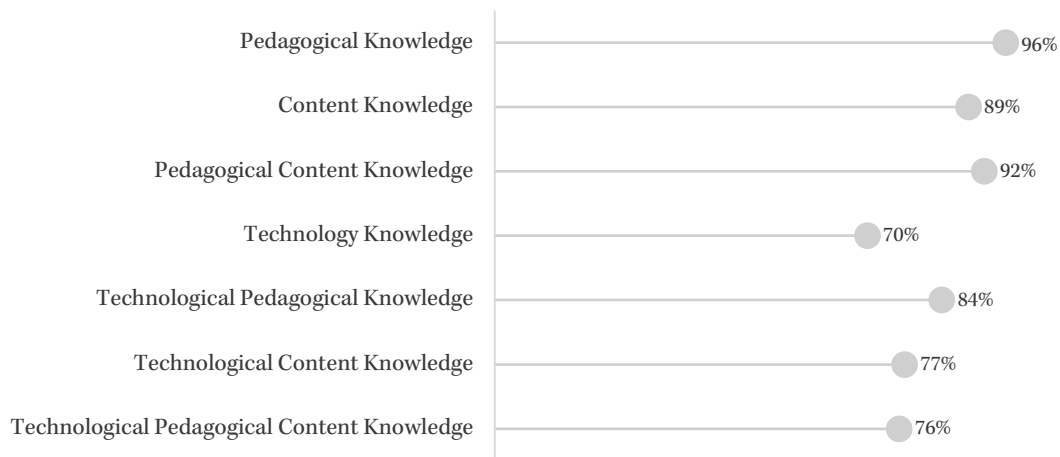 Pedagogical Knowledge 96%
Content Knowledge 89%
Pedagogical Content Knowledge 92%
Technology Knowledge 70%
Technological Pedagogical Knowledge 84%
Technological Content Knowledge 77%
Technological Pedagogical Content Knowledge 76%